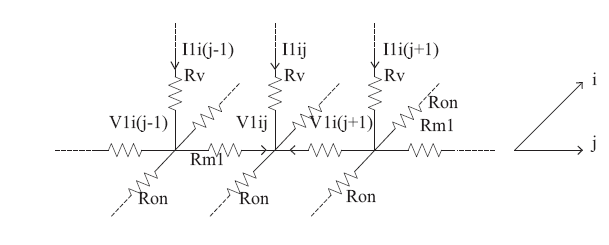 I1i(j-1) I1ij I1i(j+1)
Rv Rv Rv
i
Ron
V1i(j-1) V1ij V1i(j+1) Rm1
j
Rm1
Ron Ron Ron